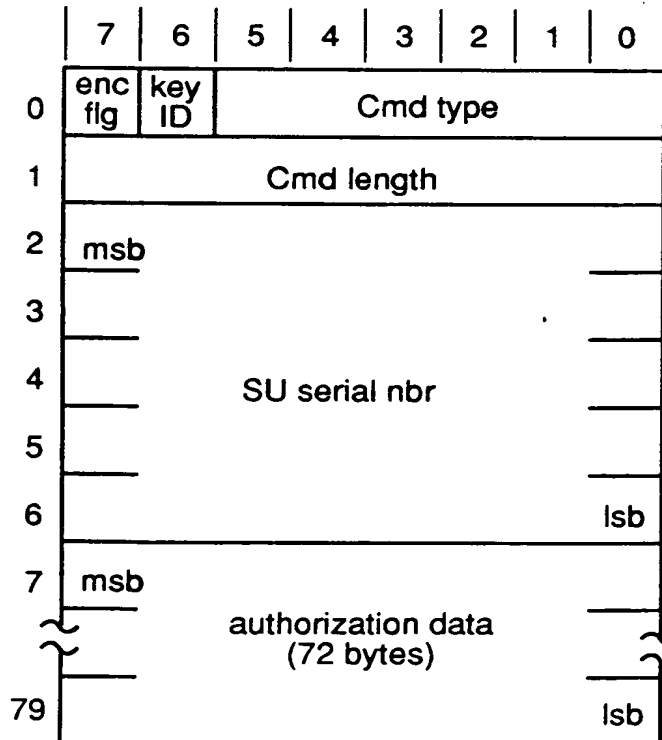 7 6 5 4 3 2 1 0
0 enc flg key ID Cmd type
1 Cmd length
2 msb
3
4 SU serial nbr
5
6 lsb
7 msb
authorization data
(72 bytes)
79 lsb